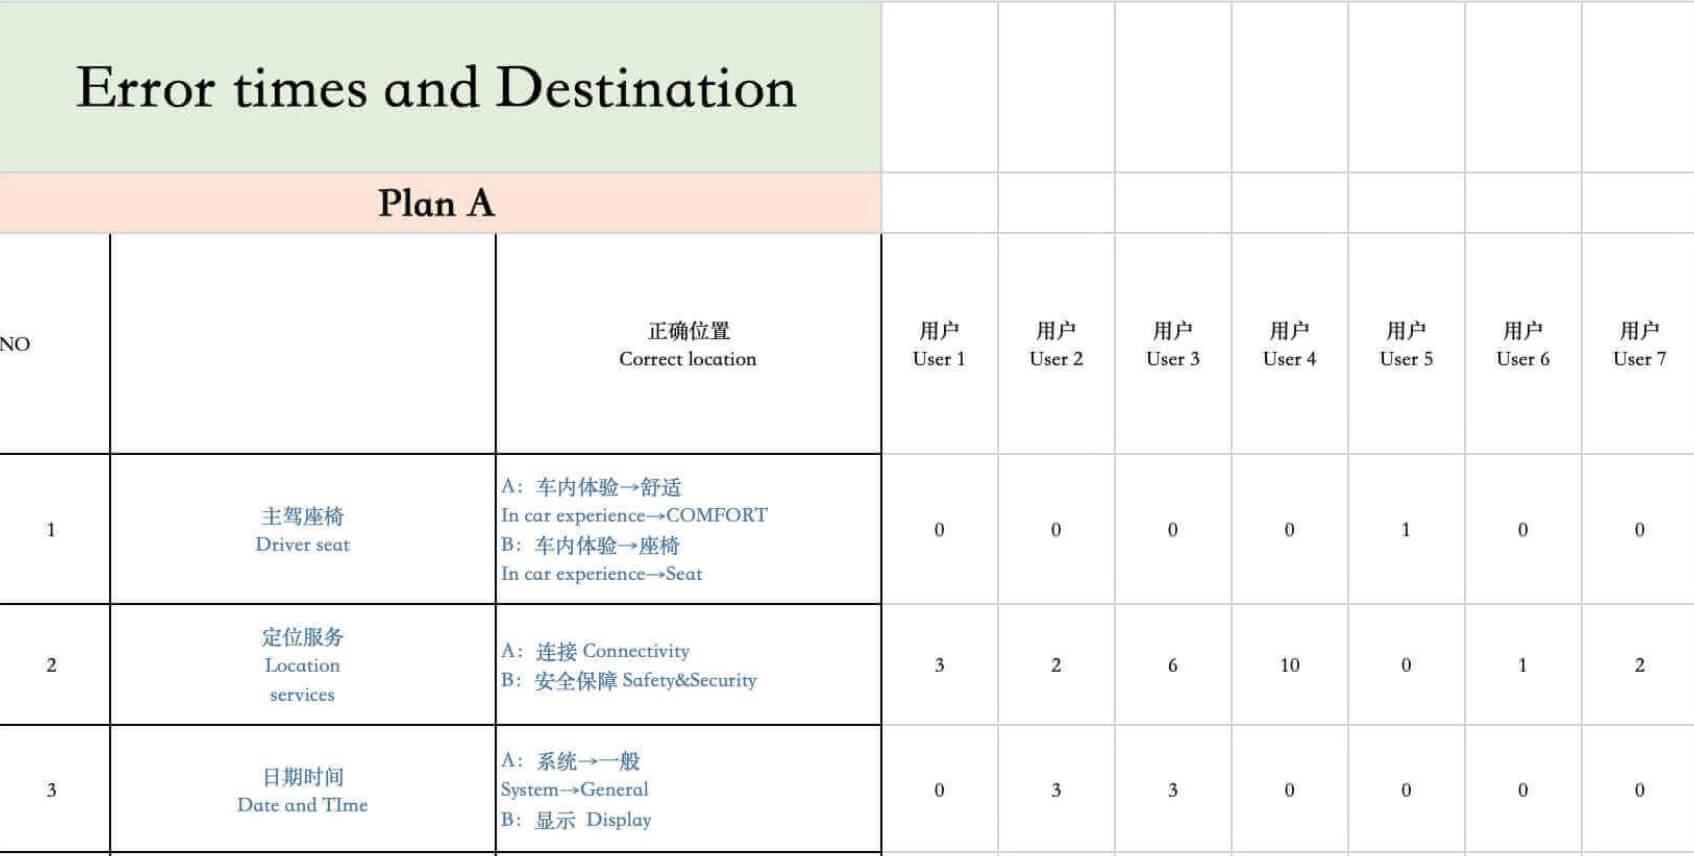 Error times and Destination
Plan A
NO
正确位置
Correct location
用户
User 1
用户
User 2
用户
User 3
用户
User 4
用户
User 5
用户
User 6
用户
User 7
1
主驾座椅
Driver seat
A：车内体验→舒适
In car experience→COMFORT
B：车内体验→座椅
In car experience→Seat
0
0
0
0
1
0
0
2
定位服务
Location
services
A：连接 Connectivity
B：安全保障 Safety&Security
3
2
6
10
0
1
2
3
日期时间
Date and TIme
A：系统→一般
System→General
B：显示 Display
0
3
3
0
0
0
0